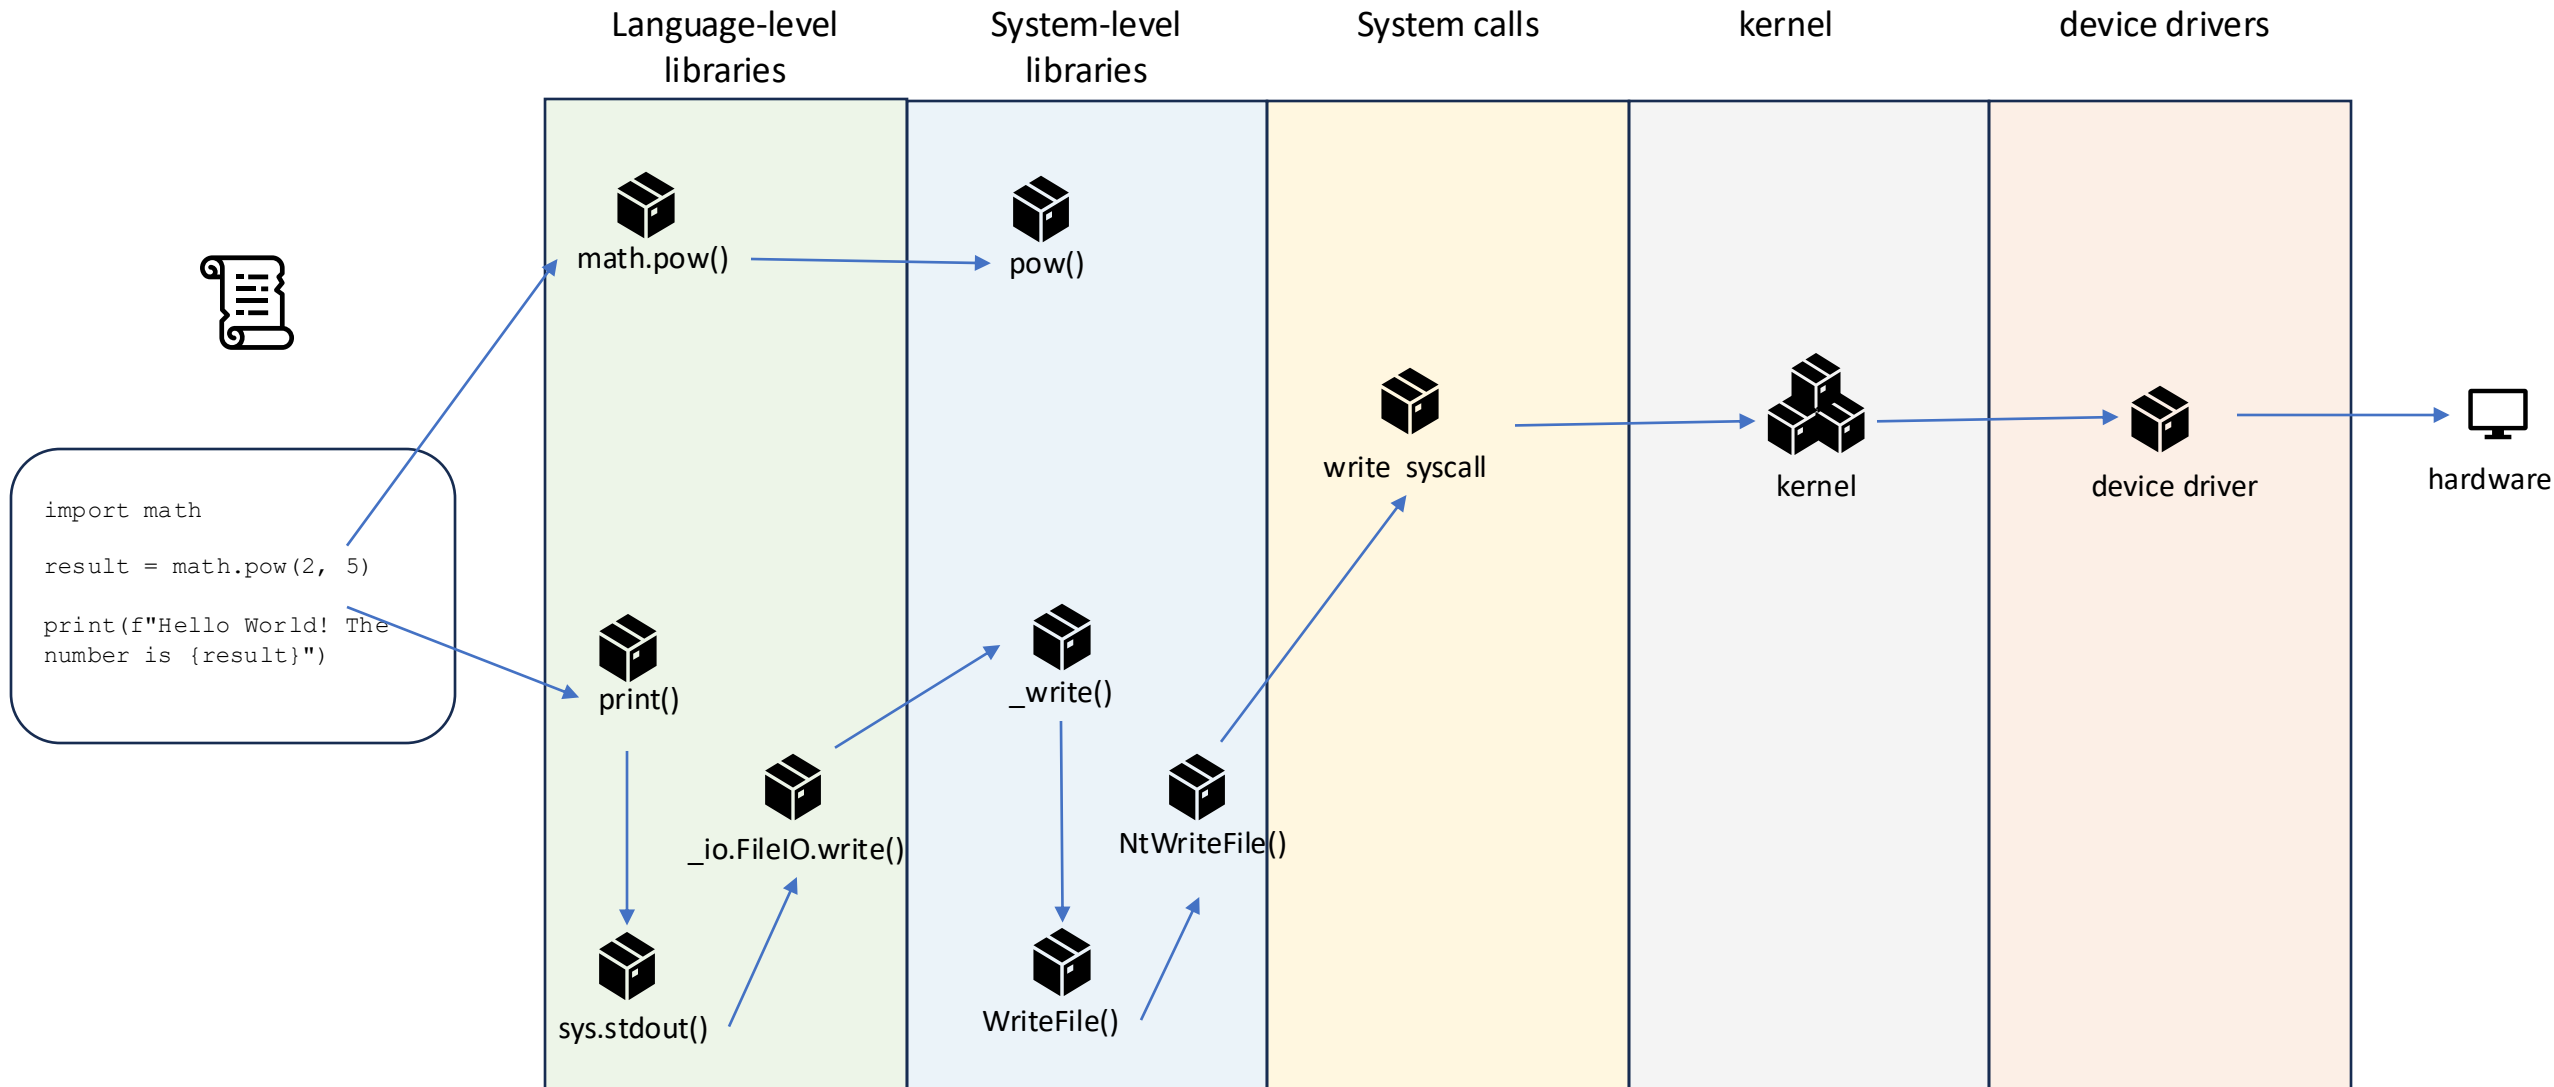 Language-level
libraries
System-level
libraries
System calls
kernel
device drivers
math.pow()
pow()
write  syscall
kernel
device driver
hardware
import math
result = math.pow(2, 5)
print(f"Hello World! The
number is {result}")
print()
_write()
_io.FileIO.write()
NtWriteFile()
sys.stdout()
WriteFile()